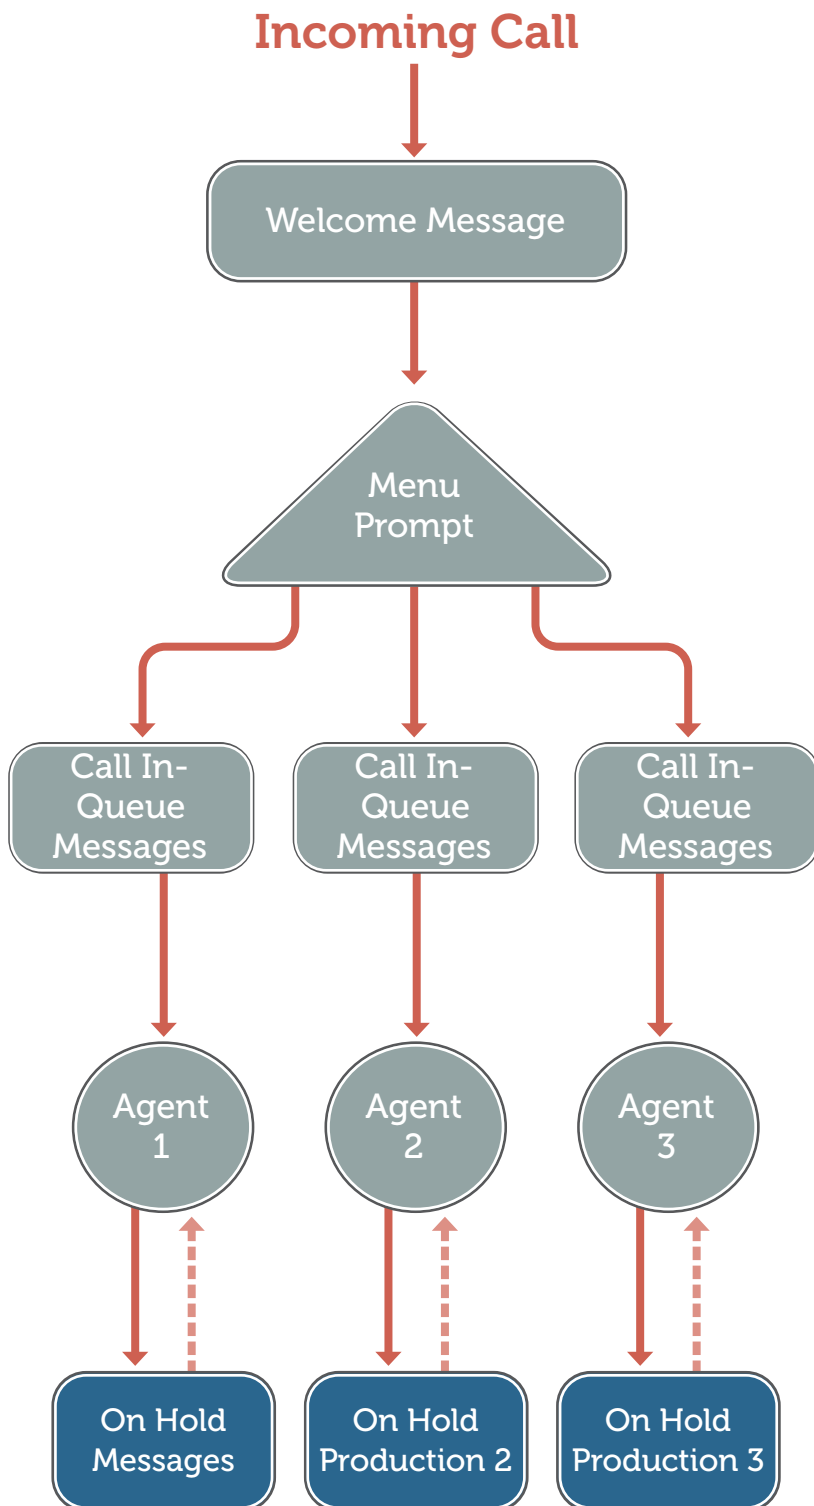 Incoming Call
Welcome Message
Menu
Prompt
Call In-
Queue
Messages
Call In-
Queue
Messages
Call In-
Queue
Messages
Agent
1
Agent
2
Agent
3
On Hold
Messages
On Hold
Production 2
On Hold
Production 3